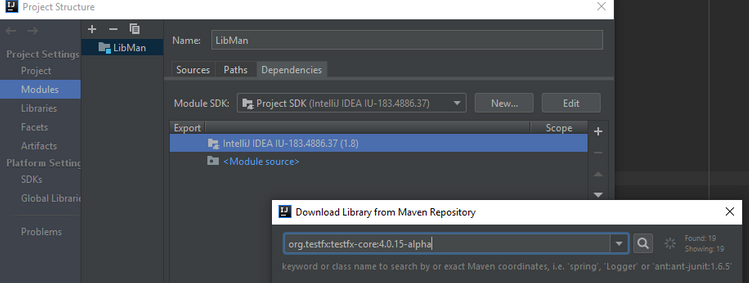 Project Structure
Project Settings
Project
Modules
Libraries
Facets
Artifacts
Platform Setting
SDKs
Global Librarie
LibMan
Name: LibMan
Sources Paths Dependencies
Module SDK: Project SDK (IntelliJ IDEA IU-183.4886.37) New... Edit
Export Scope
IntelliJ IDEA IU-183.4886.37 (1.8)
<Module source>
Download Library from Maven Repository
org.testfx:testfx-core:4.0.15-alpha
Found: 19
Showing: 19
keyword or class name to search by or exact Maven coordinates, i.e. 'spring', 'Logger' or 'ant:ant-junit:1.6.5'